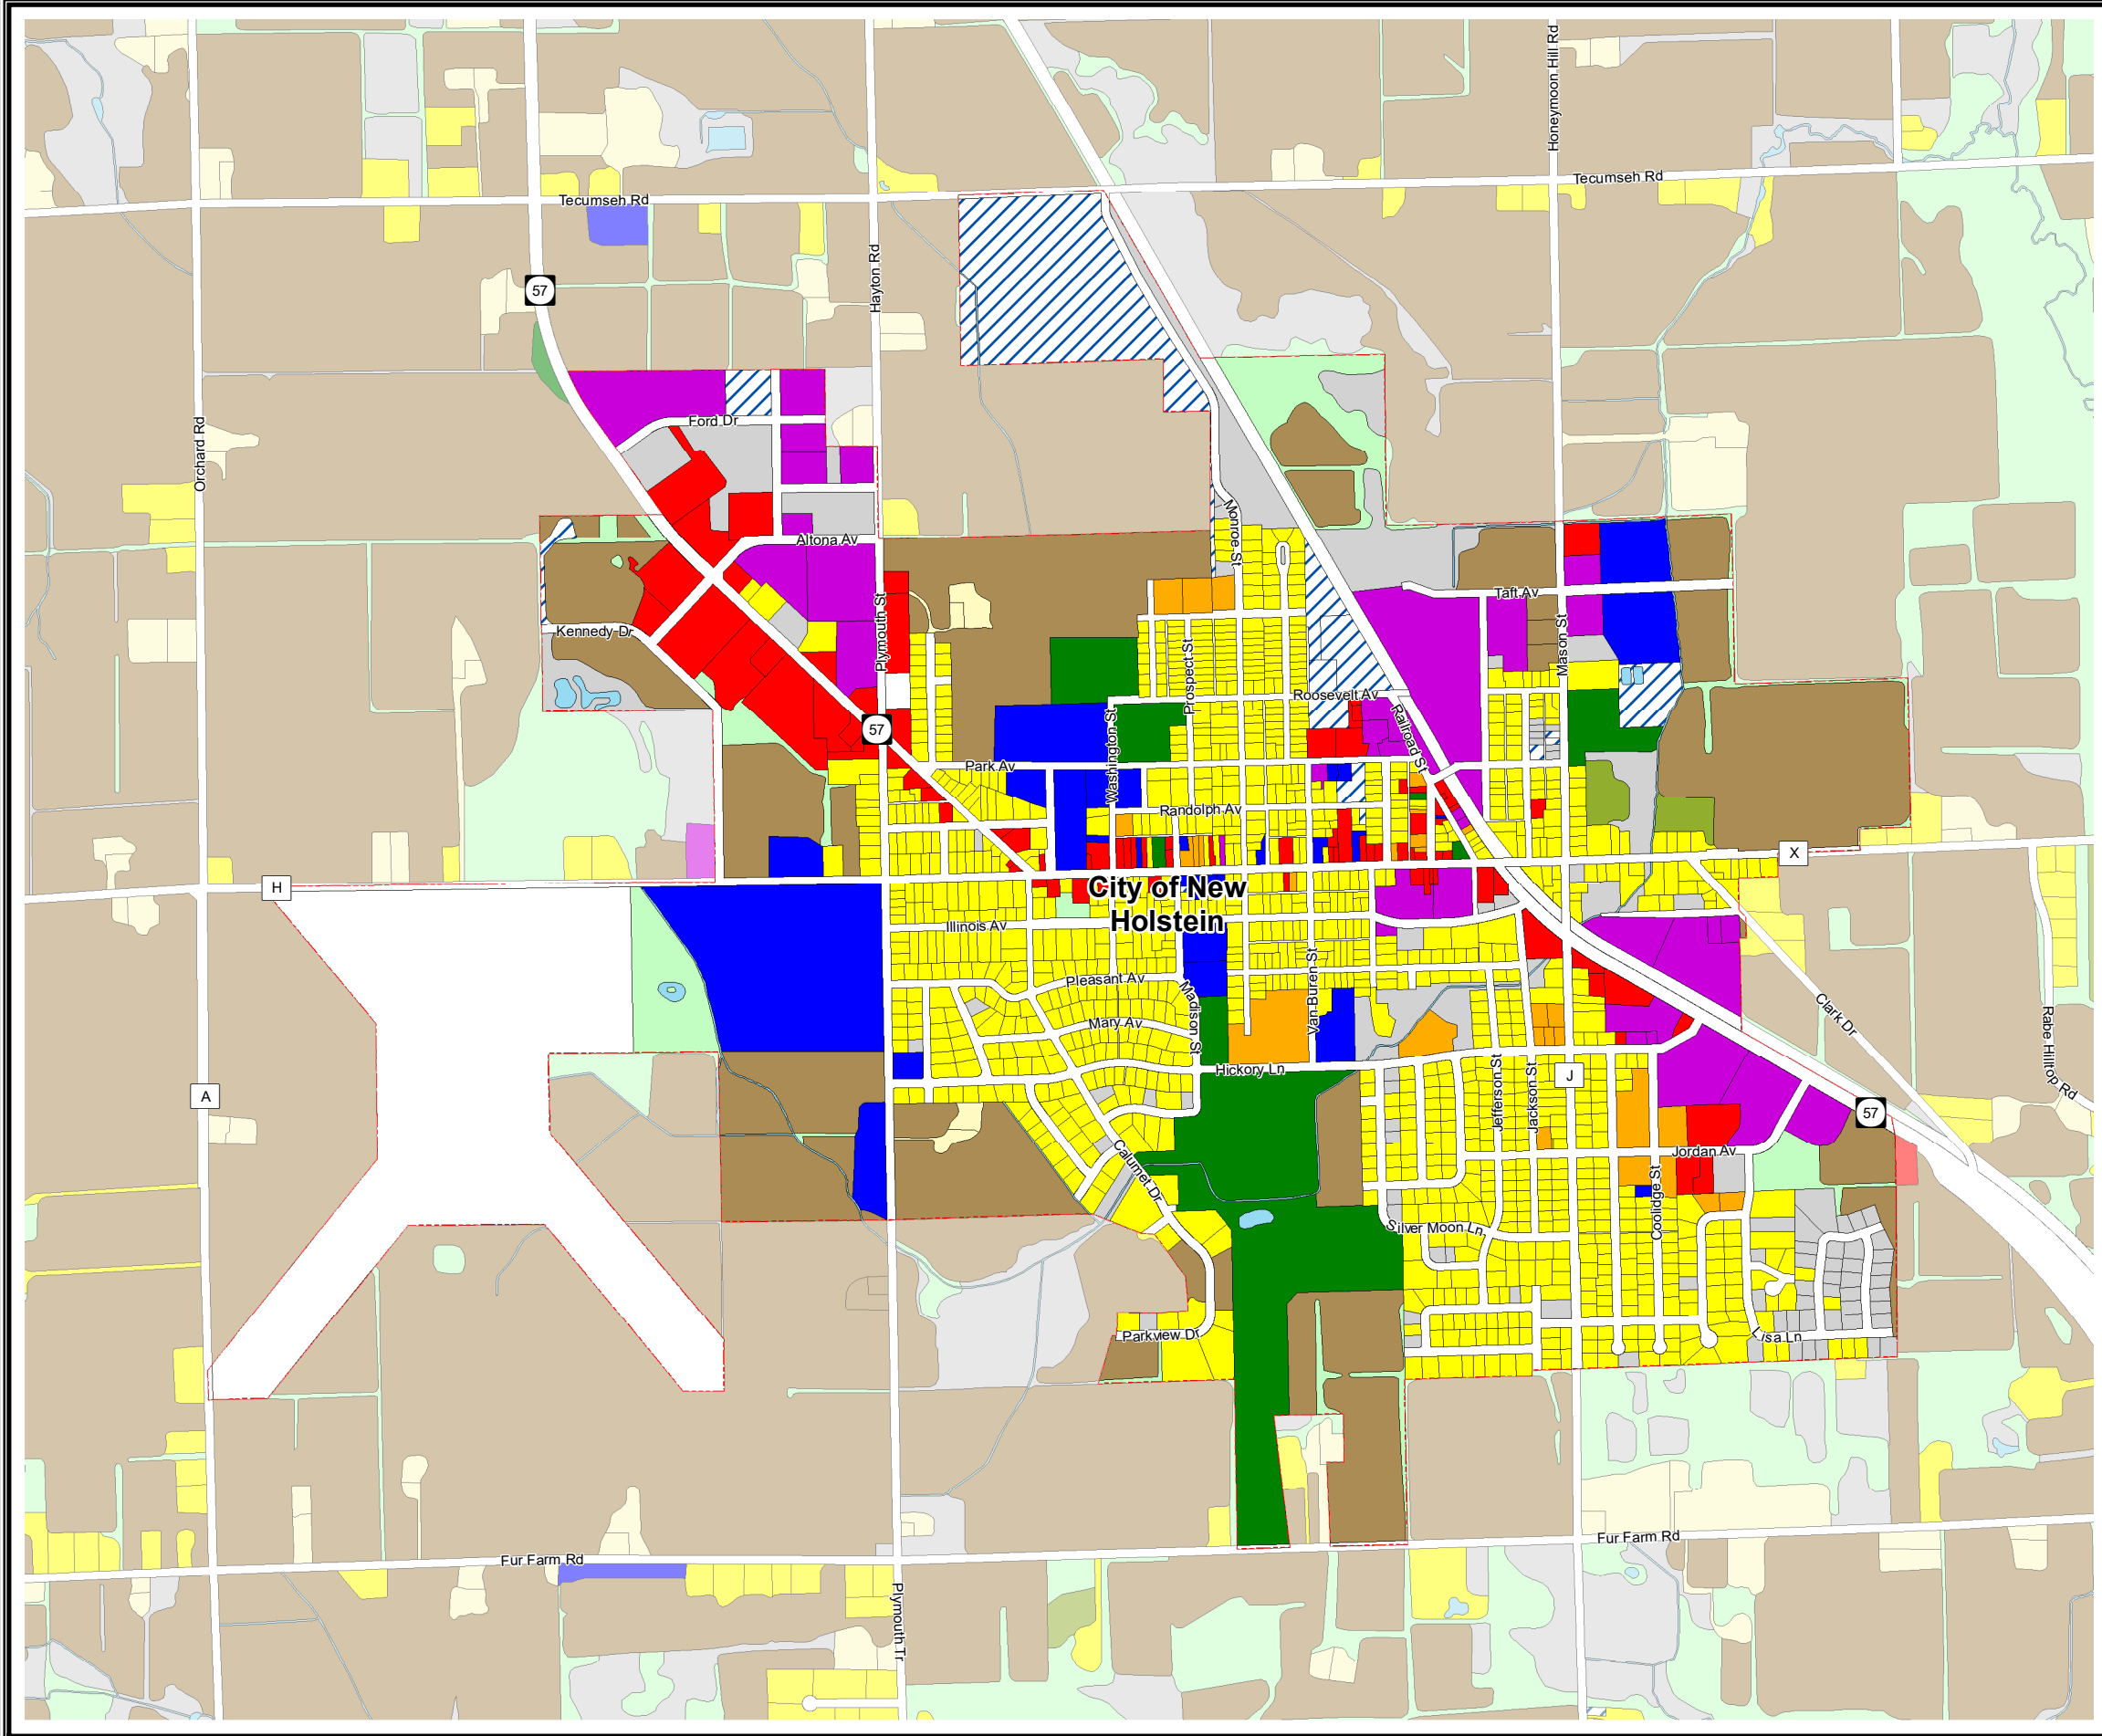 Honeymoon Hill Rd
Tecumseh Rd
Tecumseh Rd
Hayton Rd
57
Orchard Rd
Ford Dr
Monroe St
Altona Av
Taft Av
Kennedy Dr
Plymouth St
Mason St
Prospect St
Roosevelt Av
Washington St
Railroad St
57
Park Av
Randolph Av
X
H
City of New
Holstein
Illinois Av
Van Buren St
Pleasant Av
Madison St
Clark Dr
Mary Av
Rabe Hilltop Rd
Hickory Ln
Jefferson St
Jackson St
J
A
57
Calumet Dr
Jordan Av
Coolidge St
Silver Moon Ln
Parkview Dr
Lisa Ln
Fur Farm Rd
Fur Farm Rd
Plymouth Tr